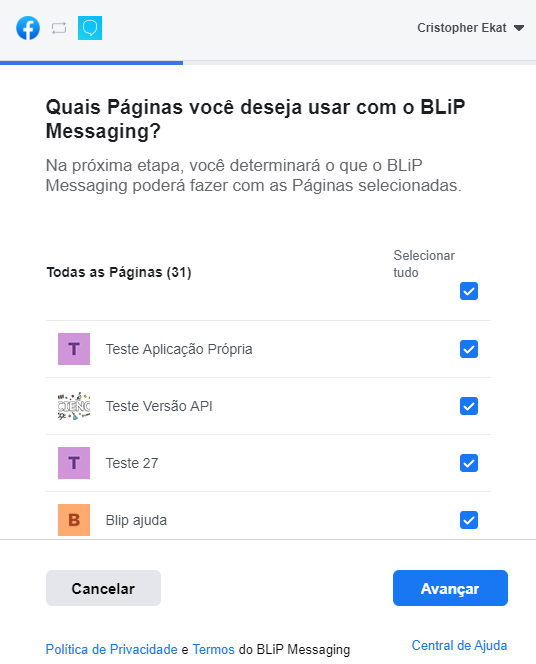 Cristopher Ekat
Quais Páginas você deseja usar com o BLiP
Messaging?
Na próxima etapa, você determinará o que o BLiP
Messaging poderá fazer com as Páginas selecionadas.
Selecionar
tudo
Todas as Páginas (31)
T
Teste Aplicação Própria
CIENC
Teste Versão API
T
Teste 27
B
Blip ajuda
Cancelar
Avançar
Política de Privacidade e Termos do BLiP Messaging
Central de Ajuda